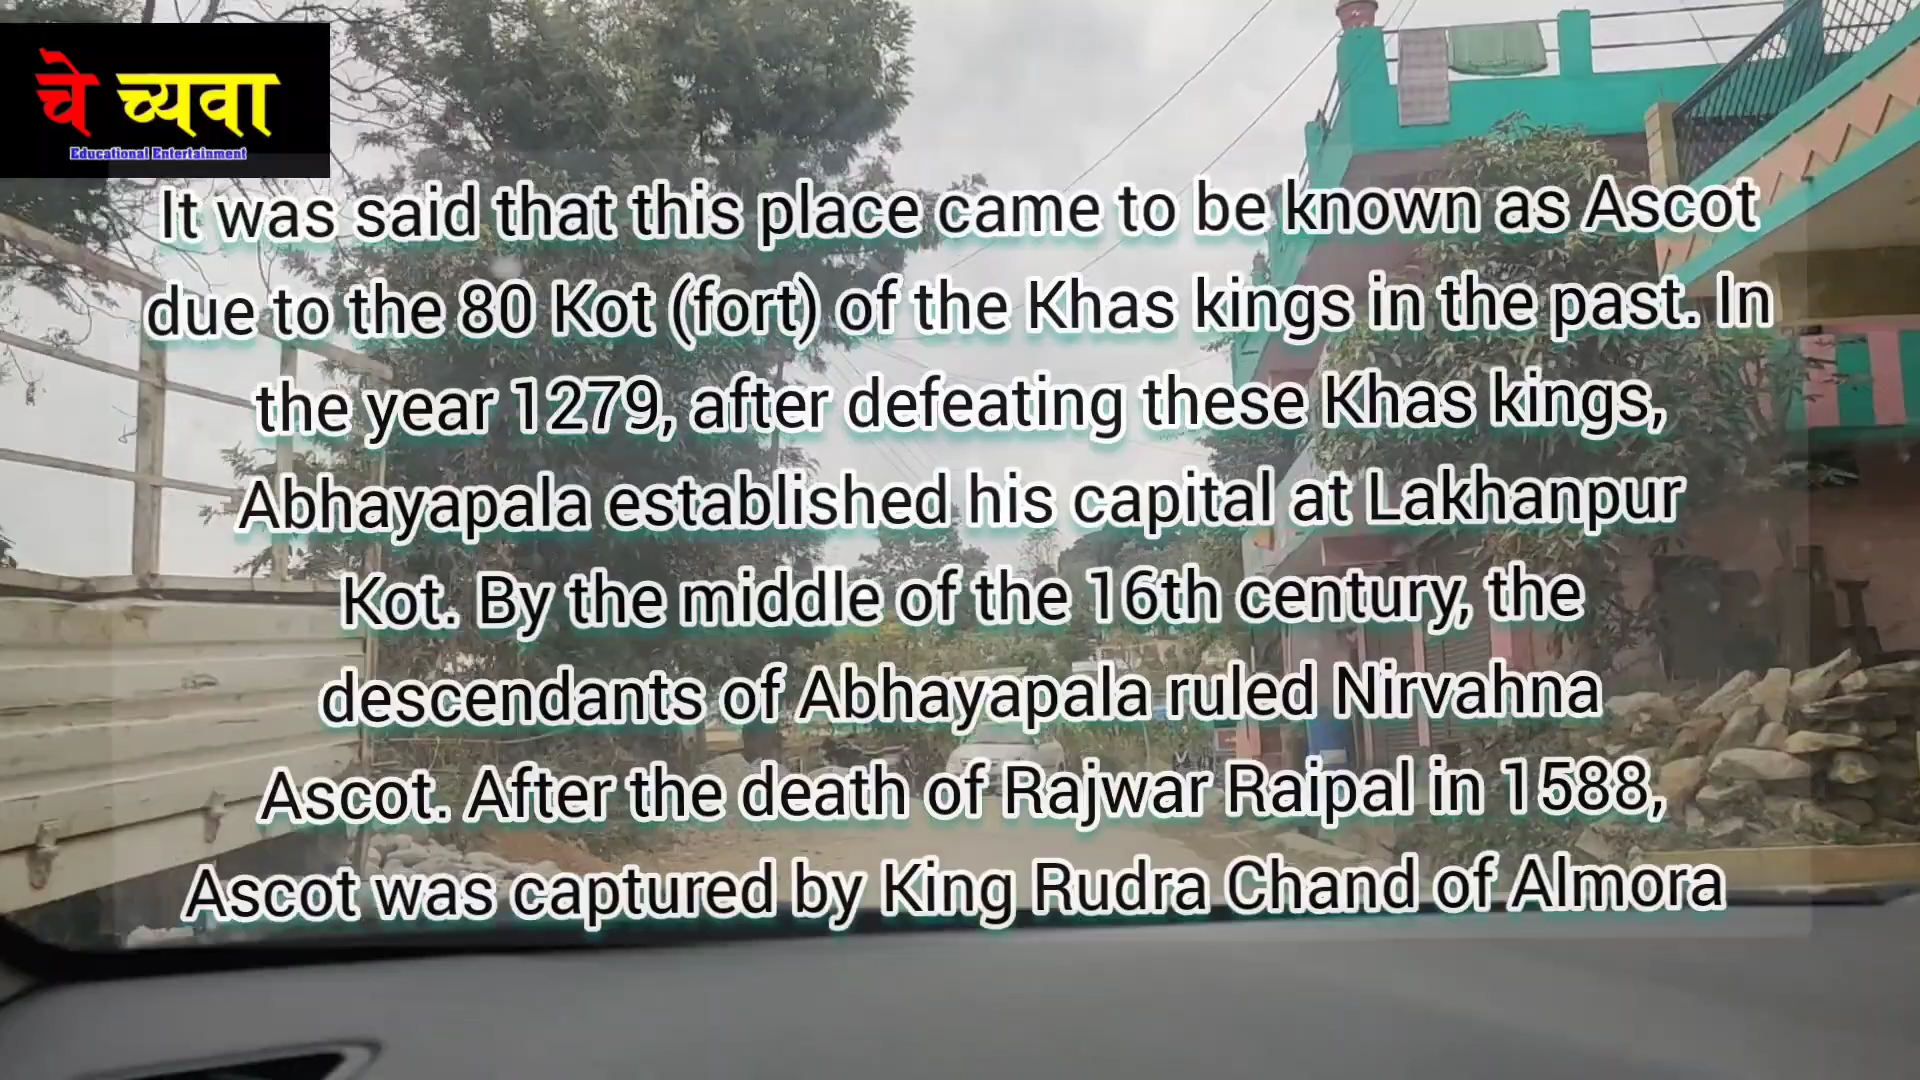 चे च्यवा
Educational Entertainment
It was said that this place came to be known as Ascot
due to the 80 Kot (fort) of the Khas kings in the past. In
the year 1279, after defeating these Khas kings,
Abhayapala established his capital at Lakhanpur
Kot. By the middle of the 16th century, the
descendants of Abhayapala ruled Nirvahna
Ascot. After the death of Rajwar Raipal in 1588,
Ascot was captured by King Rudra Chand of Almora